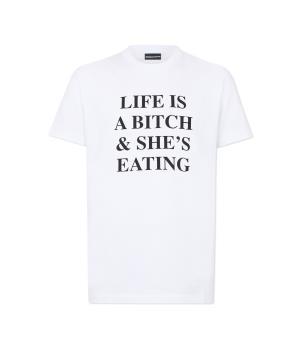 LIFE IS
A BITCH
& SHE'S
EATING